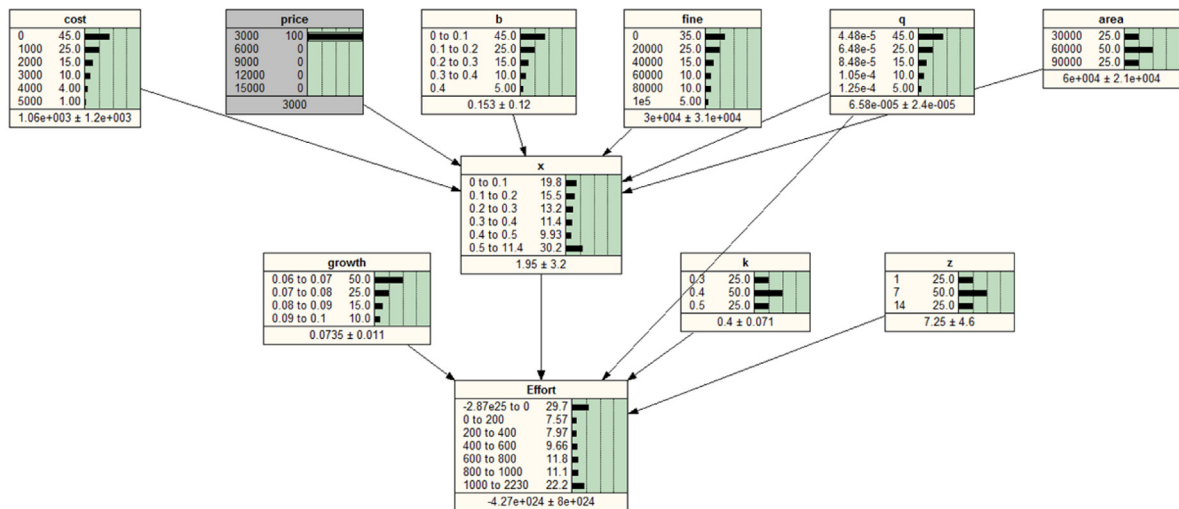 cost
0 45.0
1000 25.0
2000 15.0
3000 10.0
4000 4.00
5000 1.00
1.06e+003 ± 1.2e+003
price
3000 100
6000 0
9000 0
12000 0
15000 0
3000
b
0 to 0.1 45.0
0.1 to 0.2 25.0
0.2 to 0.3 15.0
0.3 to 0.4 10.0
0.4 5.00
0.153 ± 0.12
fine
0 35.0
20000 25.0
40000 15.0
60000 10.0
80000 10.0
1e5 5.00
3e+004 ± 3.1e+004
q
4.48e-5 45.0
6.48e-5 25.0
8.48e-5 15.0
1.05e-4 10.0
1.25e-4 5.00
6.58e-005 ± 2.4e-005
area
30000 25.0
60000 50.0
90000 25.0
6e+004 ± 2.1e+004
x
0 to 0.1 19.8
0.1 to 0.2 15.5
0.2 to 0.3 13.2
0.3 to 0.4 11.4
0.4 to 0.5 9.93
0.5 to 11.4 30.2
1.95 ± 3.2
growth
0.06 to 0.07 50.0
0.07 to 0.08 25.0
0.08 to 0.09 15.0
0.09 to 0.1 10.0
0.0735 ± 0.011
k
0.3 25.0
0.4 50.0
0.5 25.0
0.4 ± 0.071
z
1 25.0
7 50.0
14 25.0
7.25 ± 4.6
Effort
-2.87e25 to 0 29.7
0 to 200 7.57
200 to 400 7.97
400 to 600 9.66
600 to 800 11.8
800 to 1000 11.1
1000 to 2230 22.2
-4.27e+024 ± 8e+024